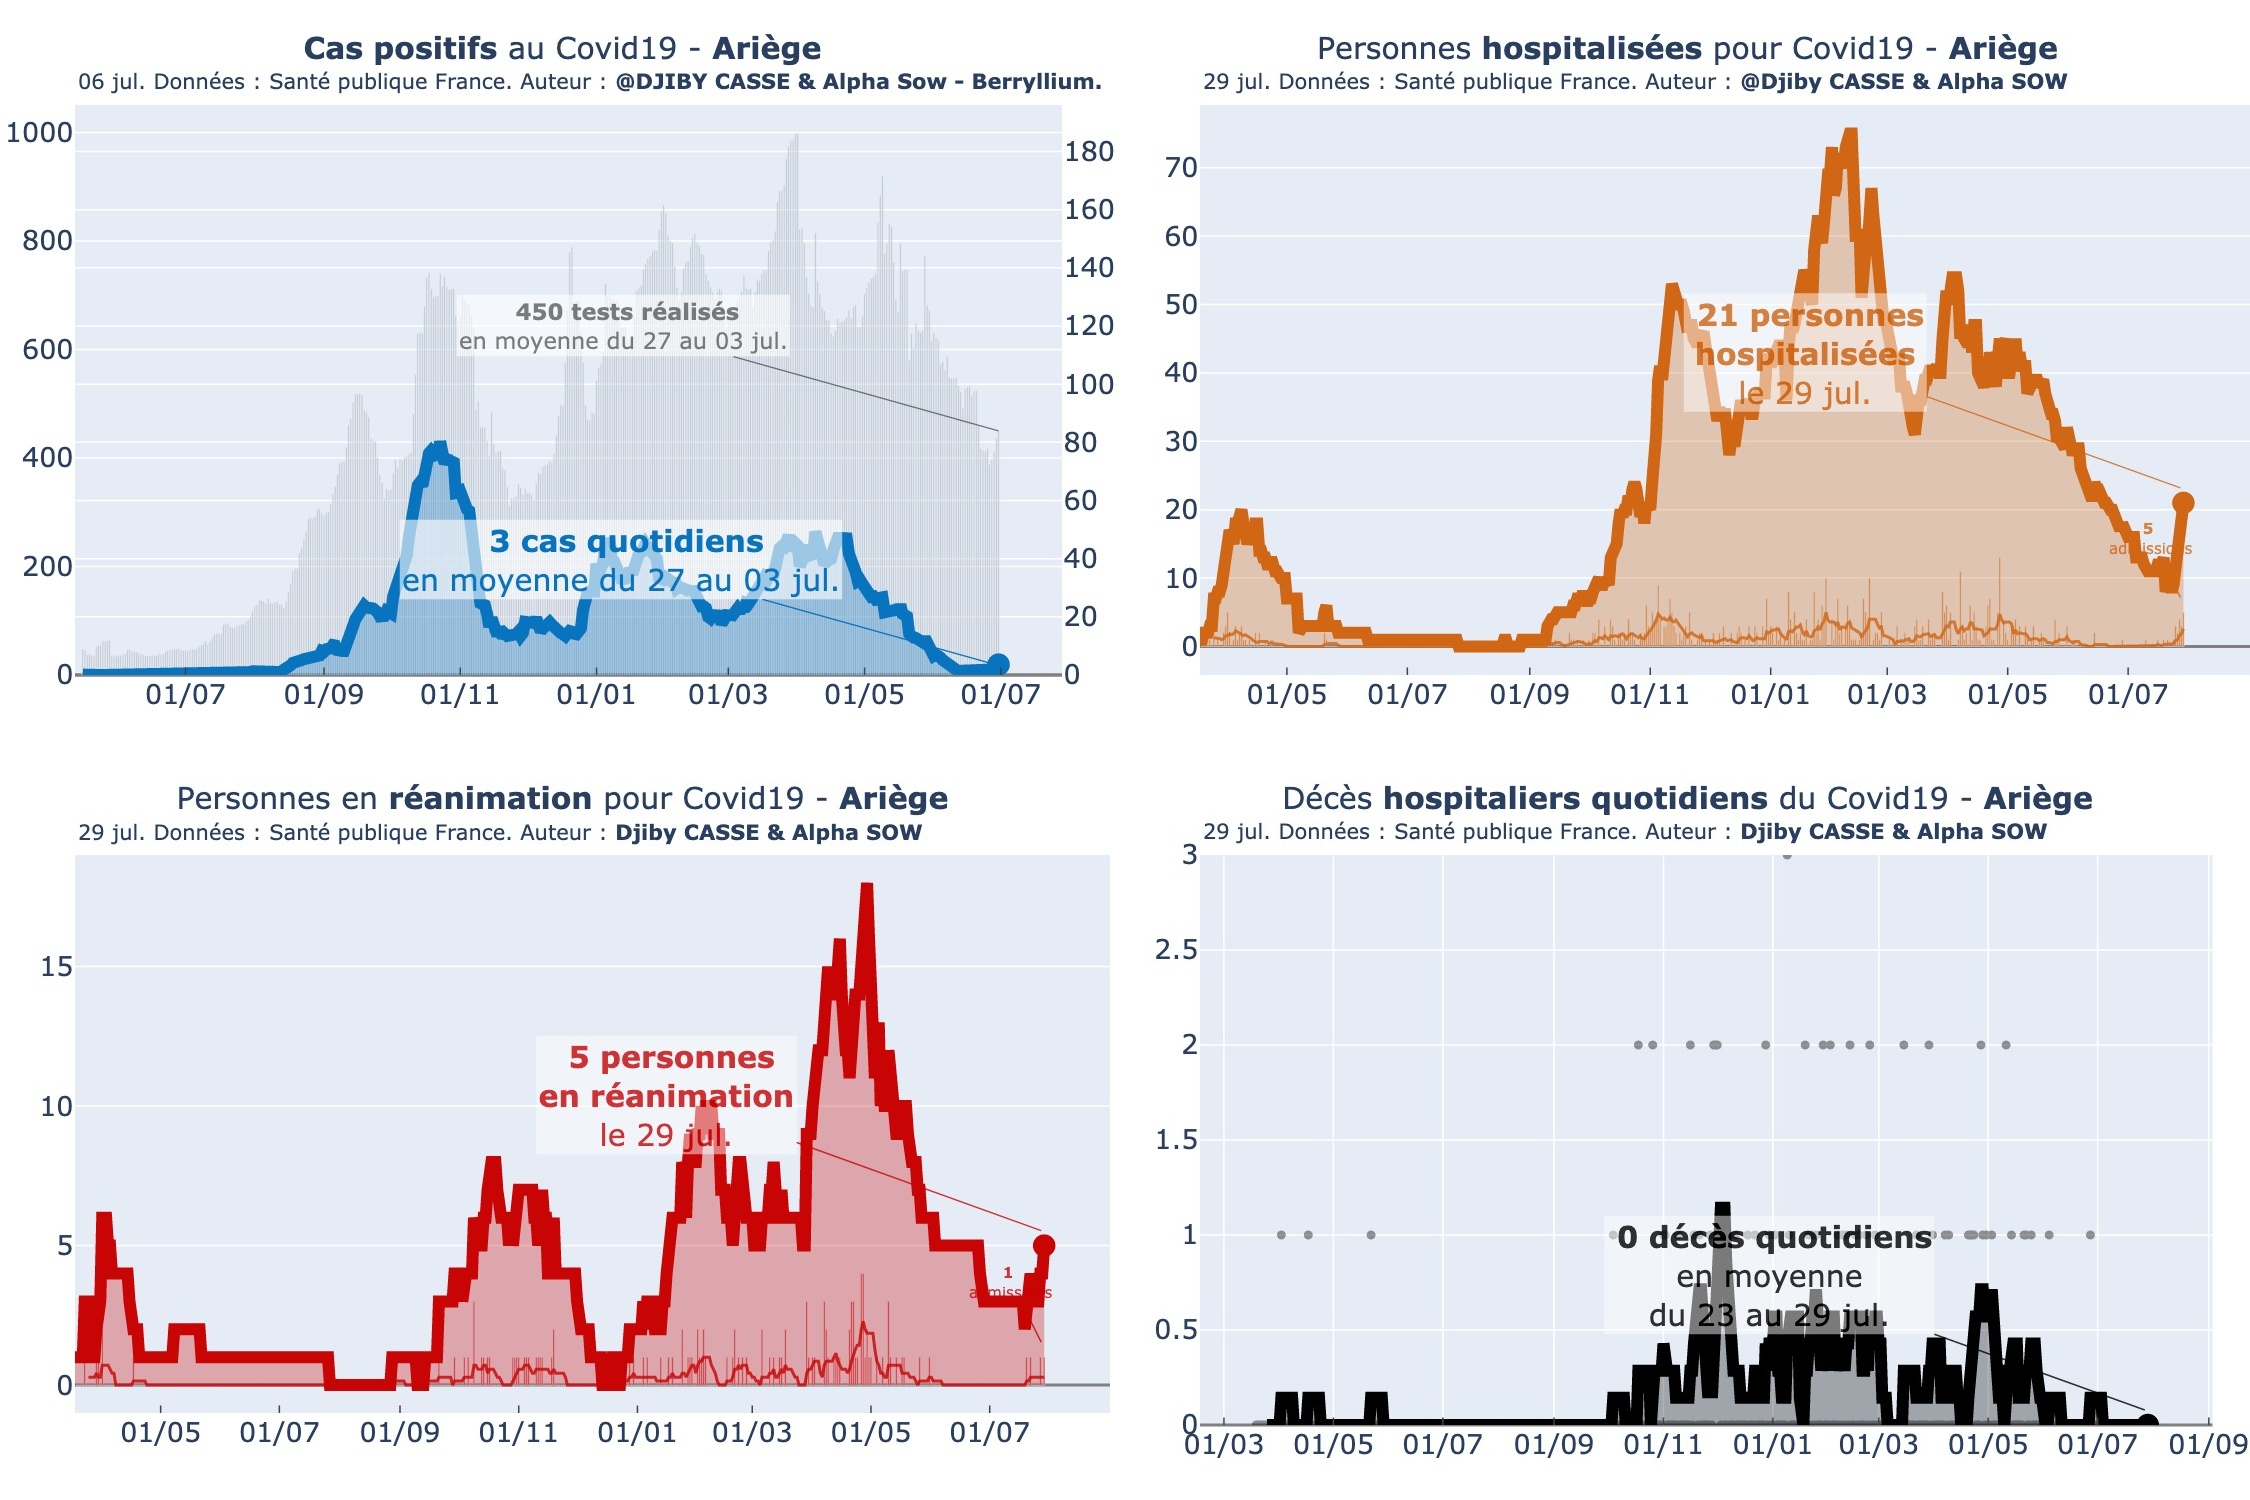 Cas positifs au Covid19 - Ariège
06 jul. Données : Santé publique France. Auteur : @DJIBY CASSE & Alpha Sow - Berryllium.
1000
800
600
400
200
0
180
160
140
120
100
80
60
40
20
0
450 tests réalisés
en moyenne du 27 au 03 jul.
3 cas quotidiens
en moyenne du 27 au 03 jul.
01/07 01/09 01/11 01/01 01/03 01/05 01/07
Personnes hospitalisées pour Covid19 - Ariège
29 jul. Données : Santé publique France. Auteur : @Djiby CASSE & Alpha SOW
70
60
50
40
30
20
10
0
21 personnes
hospitalisées
le 29 jul.
5
admissions
01/05 01/07 01/09 01/11 01/01 01/03 01/05 01/07
Personnes en réanimation pour Covid19 - Ariège
29 jul. Données : Santé publique France. Auteur : Djiby CASSE & Alpha SOW
15
10
5
0
5 personnes
en réanimation
le 29 jul.
1
admissions
01/05 01/07 01/09 01/11 01/01 01/03 01/05 01/07
Décès hospitaliers quotidiens du Covid19 - Ariège
29 jul. Données : Santé publique France. Auteur : Djiby CASSE & Alpha SOW
3
2.5
2
1.5
1
0.5
0
0 décès quotidiens
en moyenne
du 23 au 29 jul.
01/03 01/05 01/07 01/09 01/11 01/01 01/03 01/05 01/07 01/09